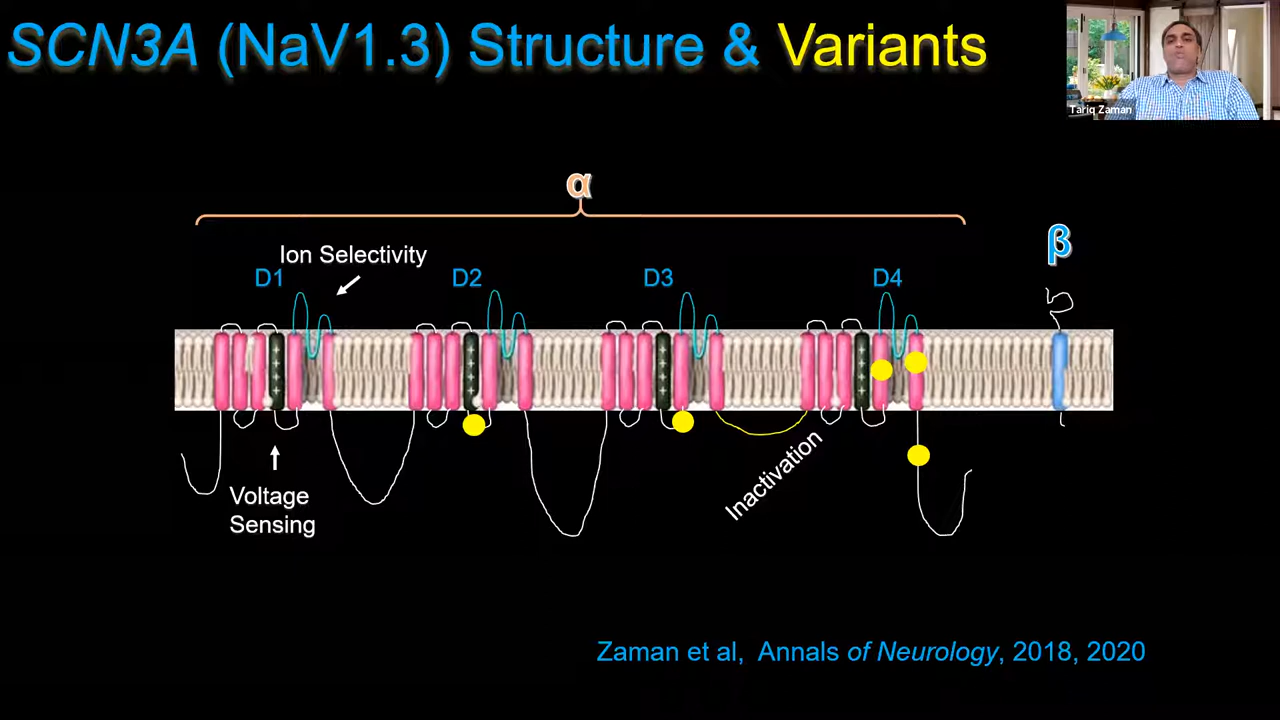 SCN3A (NaV1.3) Structure & Variants
Tariq Zaman
α
β
Ion Selectivity
D1
D2
D3
D4
+
+
+
+
+
+
+
+
+
+
+
+
Inactivation
Voltage
Sensing
Zaman et al, Annals of Neurology, 2018, 2020